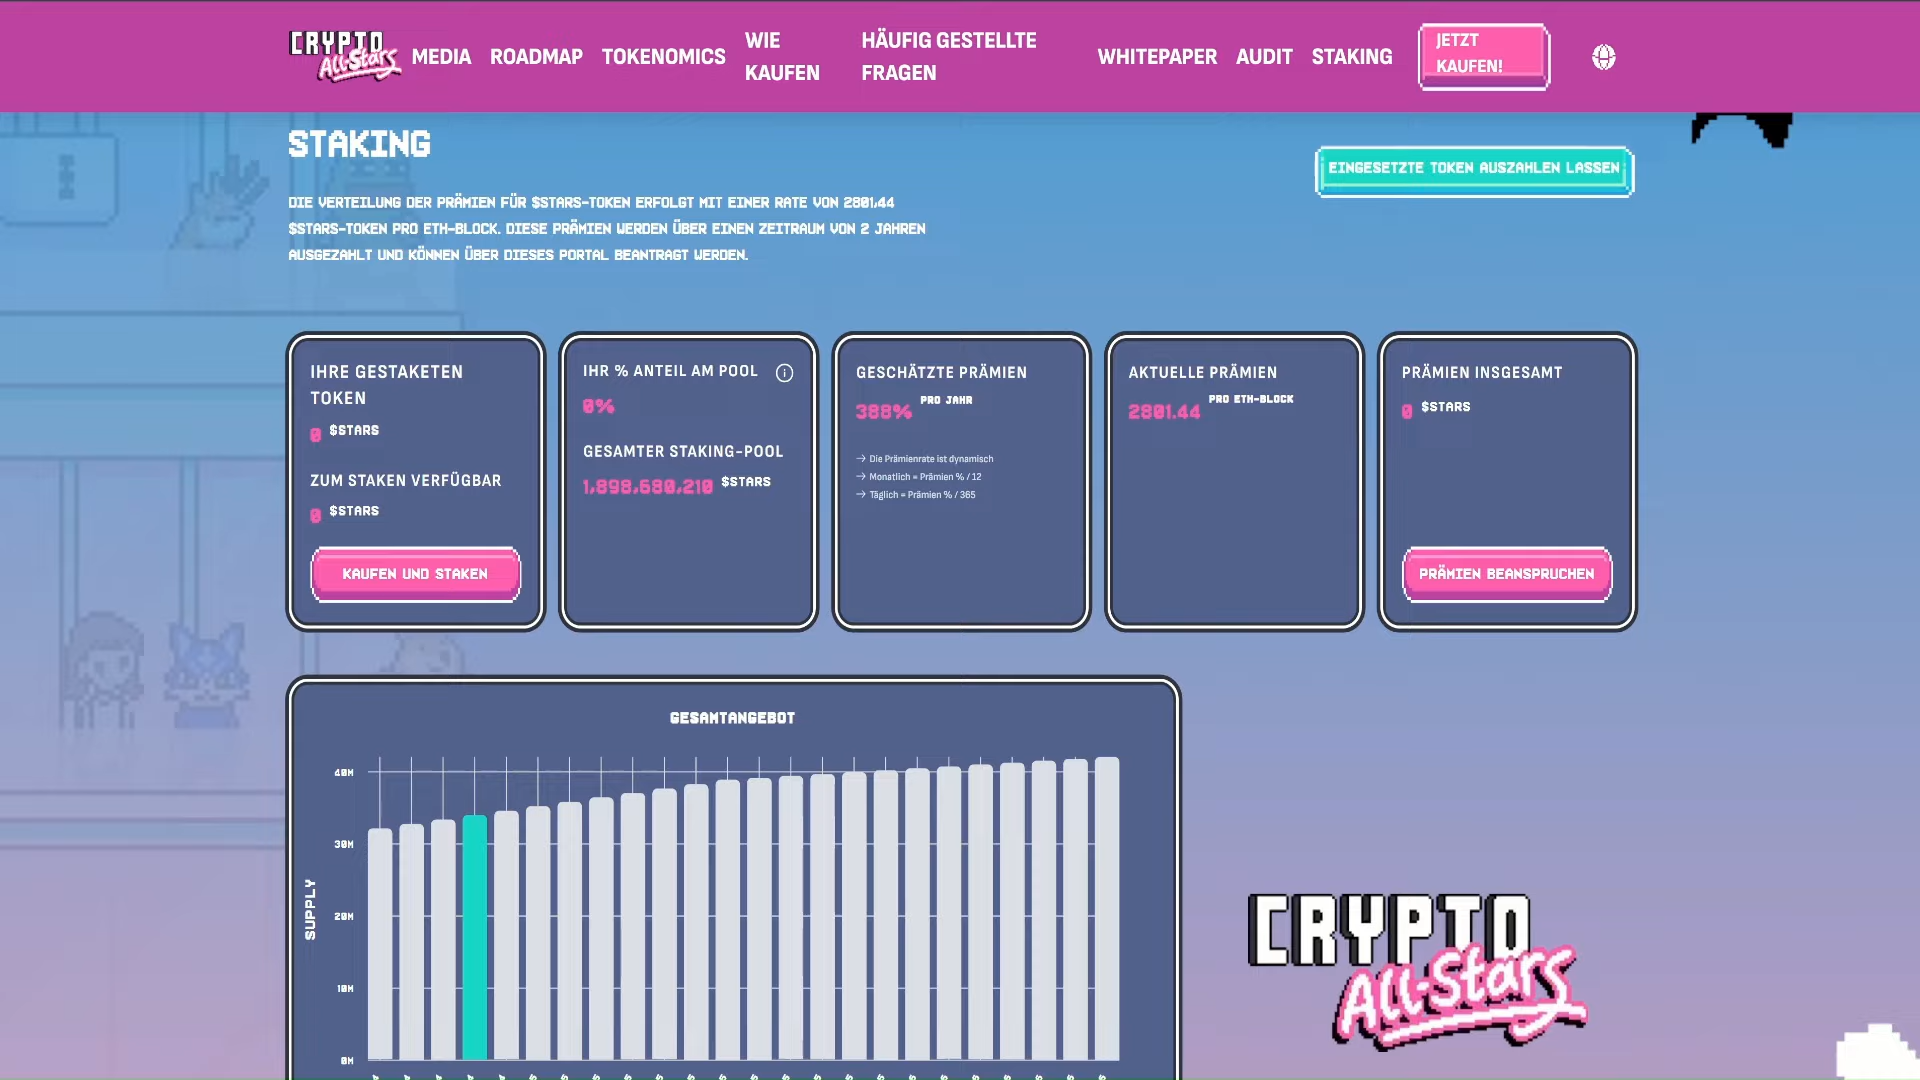 CRYPTO
All-Stars
MEDIA
ROADMAP
TOKENOMICS
WIE
KAUFEN
HÄUFIG GESTELLTE
FRAGEN
WHITEPAPER
AUDIT
STAKING
JETZT
KAUFEN!
STAKING
EINGESETZTE TOKEN AUSZAHLEN LASSEN
DIE VERTEILUNG DER PRÄMIEN FÜR $STARS-TOKEN ERFOLGT MIT EINER RATE VON 2801,44
$STARS-TOKEN PRO ETH-BLOCK. DIESE PRÄMIEN WERDEN ÜBER EINEN ZEITRAUM VON 2 JAHREN
AUSGEZAHLT UND KÖNNEN ÜBER DIESES PORTAL BEANTRAGT WERDEN.
IHRE GESTAKETEN
TOKEN
0 $STARS
ZUM STAKEN VERFÜGBAR
0 $STARS
KAUFEN UND STAKEN
IHR % ANTEIL AM POOL
0%
GESAMTER STAKING-POOL
1,898,680,210 $STARS
GESCHÄTZTE PRÄMIEN
388% PRO JAHR
→ Die Prämienrate ist dynamisch
→ Monatlich = Prämien % / 12
→ Täglich = Prämien % / 365
AKTUELLE PRÄMIEN
2801.44 PRO ETH-BLOCK
PRÄMIEN INSGESAMT
0 $STARS
PRÄMIEN BEANSPRUCHEN
GESAMTANGEBOT
40M
30M
20M
10M
0M
SUPPLY
CRYPTO
All-Stars